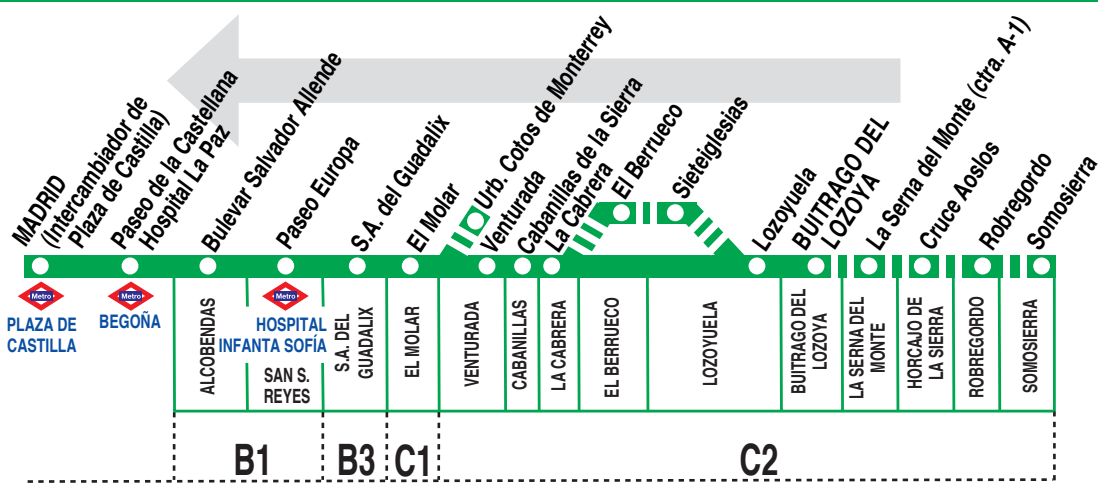 MADRID
(Intercambiador de
Plaza de Castilla)
Paseo de la Castellana
Hospital La Paz
Bulevar Salvador Allende
Paseo Europa
S.A. del Guadalix
El Molar
Urb. Cotos de Monterrey
Venturada
Cabanillas de la Sierra
La Cabrera
El Berrueco
Sieteiglesias
Lozoyuela
BUITRAGO DEL
LOZOYA
La Serna del Monte (ctra. A-1)
Cruce Aoslos
Robregordo
Somosierra
Metro
PLAZA DE
CASTILLA
Metro
BEGOÑA
Metro
HOSPITAL
INFANTA SOFÍA
ALCOBENDAS
SAN S.
REYES
S.A. DEL
GUADALIX
EL MOLAR
VENTURADA
CABANILLAS
LA CABRERA
EL BERRUECO
LOZOYUELA
BUITRAGO DEL
LOZOYA
LA SERNA DEL
MONTE
HORCAJO DE
LA SIERRA
ROBREGORDO
SOMOSIERRA
B1
B3
C1
C2